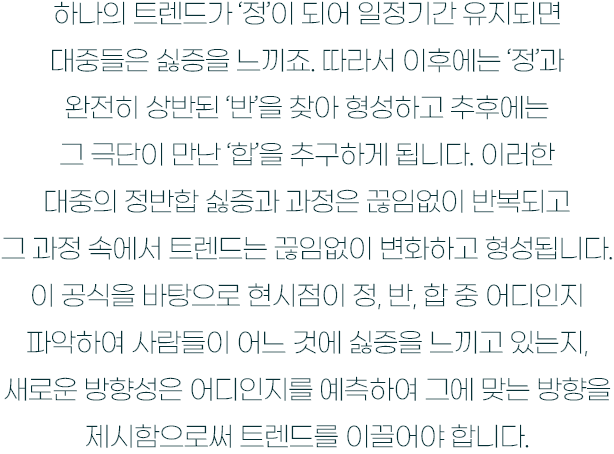 하나의 트렌드가 ‘정’이 되어 일정기간 유지되면
대중들은 싫증을 느끼죠. 따라서 이후에는 ‘정’과
완전히 상반된 ‘반’을 찾아 형성하고 추후에는
그 극단이 만난 ‘합’을 추구하게 됩니다. 이러한
대중의 정반합 싫증과 과정은 끊임없이 반복되고
그 과정 속에서 트렌드는 끊임없이 변화하고 형성됩니다.
이 공식을 바탕으로 현시점이 정, 반, 합 중 어디인지
파악하여 사람들이 어느 것에 싫증을 느끼고 있는지,
새로운 방향성은 어디인지를 예측하여 그에 맞는 방향을
제시함으로써 트렌드를 이끌어야 합니다.